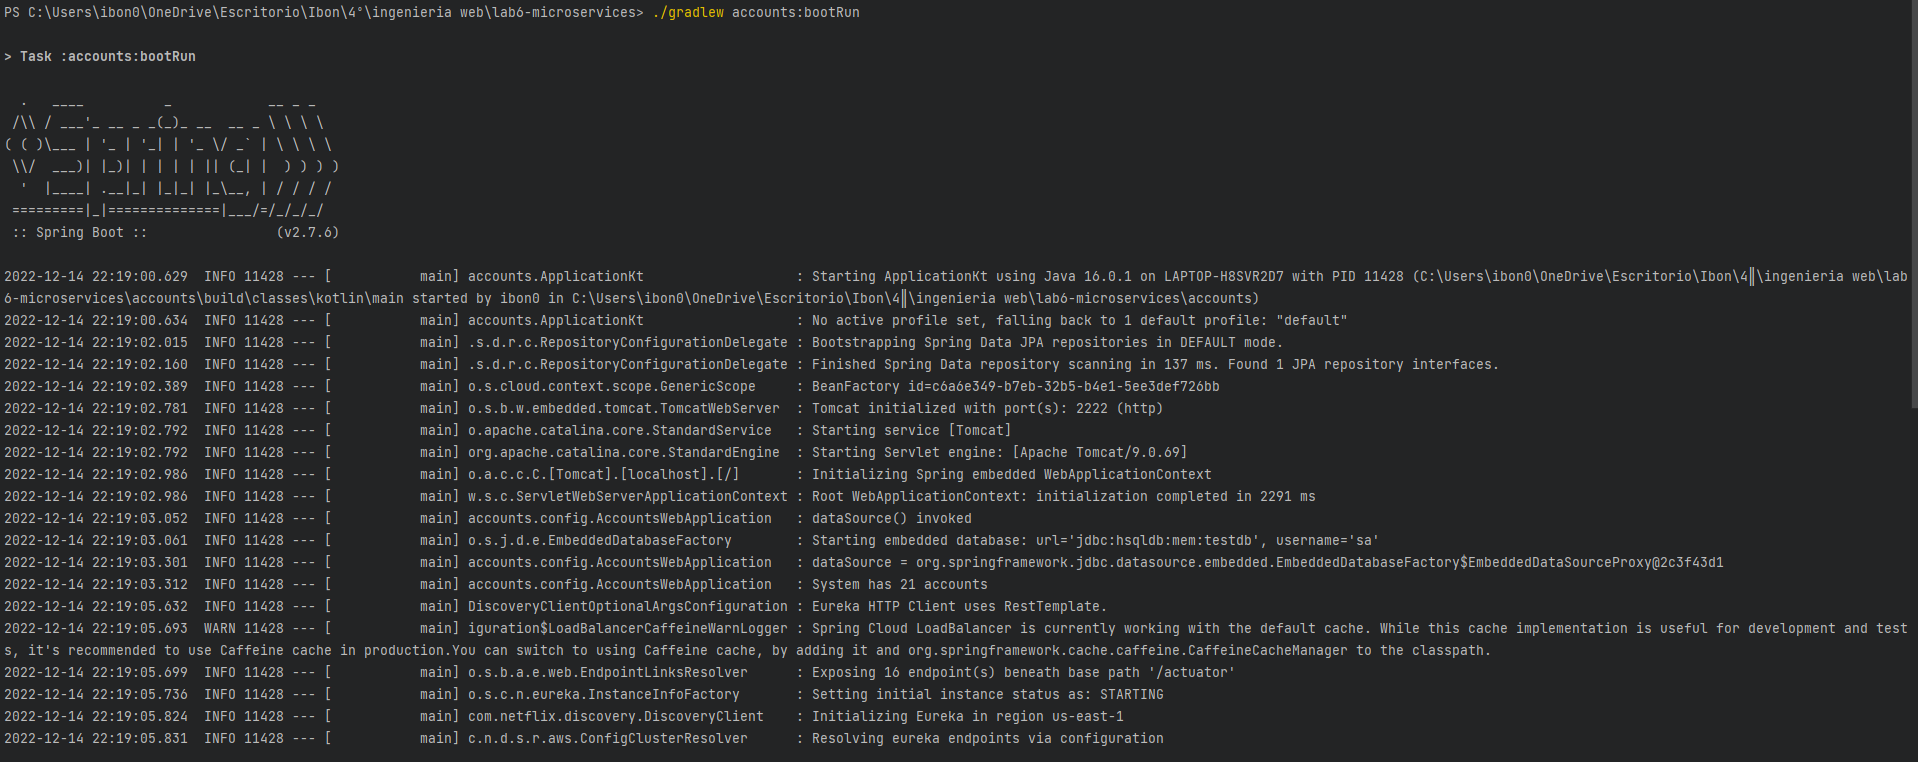 PS C:\Users\ibon0\OneDrive\Escritorio\Ibon\4º\ingenieria web\lab6-microservices> ./gradlew accounts:bootRun
> Task :accounts:bootRun
  .   ____          _            __ _ _
 /\\ / ___'_ __ _ _(_)_ __  __ _ \ \ \ \
( ( )\___ | '_ | '_| | '_ \/ _` | \ \ \ \
 \\/  ___)| |_)| | | | | || (_| |  ) ) ) )
  '  |____| .__|_| |_|_| |_\__, | / / / /
 =========|_|==============|___/=/_/_/_/
 :: Spring Boot ::                (v2.7.6)
2022-12-14 22:19:00.629  INFO 11428 --- [           main] accounts.ApplicationKt                   : Starting ApplicationKt using Java 16.0.1 on LAPTOP-H8SVR2D7 with PID 11428 (C:\Users\ibon0\OneDrive\Escritorio\Ibon\4║\ingenieria web\lab
6-microservices\accounts\build\classes\kotlin\main started by ibon0 in C:\Users\ibon0\OneDrive\Escritorio\Ibon\4║\ingenieria web\lab6-microservices\accounts)
2022-12-14 22:19:00.634  INFO 11428 --- [           main] accounts.ApplicationKt                   : No active profile set, falling back to 1 default profile: "default"
2022-12-14 22:19:02.015  INFO 11428 --- [           main] .s.d.r.c.RepositoryConfigurationDelegate : Bootstrapping Spring Data JPA repositories in DEFAULT mode.
2022-12-14 22:19:02.160  INFO 11428 --- [           main] .s.d.r.c.RepositoryConfigurationDelegate : Finished Spring Data repository scanning in 137 ms. Found 1 JPA repository interfaces.
2022-12-14 22:19:02.389  INFO 11428 --- [           main] o.s.cloud.context.scope.GenericScope     : BeanFactory id=c6a6e349-b7eb-32b5-b4e1-5ee3def726bb
2022-12-14 22:19:02.781  INFO 11428 --- [           main] o.s.b.w.embedded.tomcat.TomcatWebServer  : Tomcat initialized with port(s): 2222 (http)
2022-12-14 22:19:02.792  INFO 11428 --- [           main] o.apache.catalina.core.StandardService   : Starting service [Tomcat]
2022-12-14 22:19:02.792  INFO 11428 --- [           main] org.apache.catalina.core.StandardEngine  : Starting Servlet engine: [Apache Tomcat/9.0.69]
2022-12-14 22:19:02.986  INFO 11428 --- [           main] o.a.c.c.C.[Tomcat].[localhost].[/]       : Initializing Spring embedded WebApplicationContext
2022-12-14 22:19:02.986  INFO 11428 --- [           main] w.s.c.ServletWebServerApplicationContext : Root WebApplicationContext: initialization completed in 2291 ms
2022-12-14 22:19:03.052  INFO 11428 --- [           main] accounts.config.AccountsWebApplication   : dataSource() invoked
2022-12-14 22:19:03.061  INFO 11428 --- [           main] o.s.j.d.e.EmbeddedDatabaseFactory        : Starting embedded database: url='jdbc:hsqldb:mem:testdb', username='sa'
2022-12-14 22:19:03.301  INFO 11428 --- [           main] accounts.config.AccountsWebApplication   : dataSource = org.springframework.jdbc.datasource.embedded.EmbeddedDatabaseFactory$EmbeddedDataSourceProxy@2c3f43d1
2022-12-14 22:19:03.312  INFO 11428 --- [           main] accounts.config.AccountsWebApplication   : System has 21 accounts
2022-12-14 22:19:05.632  INFO 11428 --- [           main] DiscoveryClientOptionalArgsConfiguration : Eureka HTTP Client uses RestTemplate.
2022-12-14 22:19:05.693  WARN 11428 --- [           main] iguration$LoadBalancerCaffeineWarnLogger : Spring Cloud LoadBalancer is currently working with the default cache. While this cache implementation is useful for development and test
s, it's recommended to use Caffeine cache in production.You can switch to using Caffeine cache, by adding it and org.springframework.cache.caffeine.CaffeineCacheManager to the classpath.
2022-12-14 22:19:05.699  INFO 11428 --- [           main] o.s.b.a.e.web.EndpointLinksResolver      : Exposing 16 endpoint(s) beneath base path '/actuator'
2022-12-14 22:19:05.736  INFO 11428 --- [           main] o.s.c.n.eureka.InstanceInfoFactory       : Setting initial instance status as: STARTING
2022-12-14 22:19:05.824  INFO 11428 --- [           main] com.netflix.discovery.DiscoveryClient    : Initializing Eureka in region us-east-1
2022-12-14 22:19:05.831  INFO 11428 --- [           main] c.n.d.s.r.aws.ConfigClusterResolver      : Resolving eureka endpoints via configuration